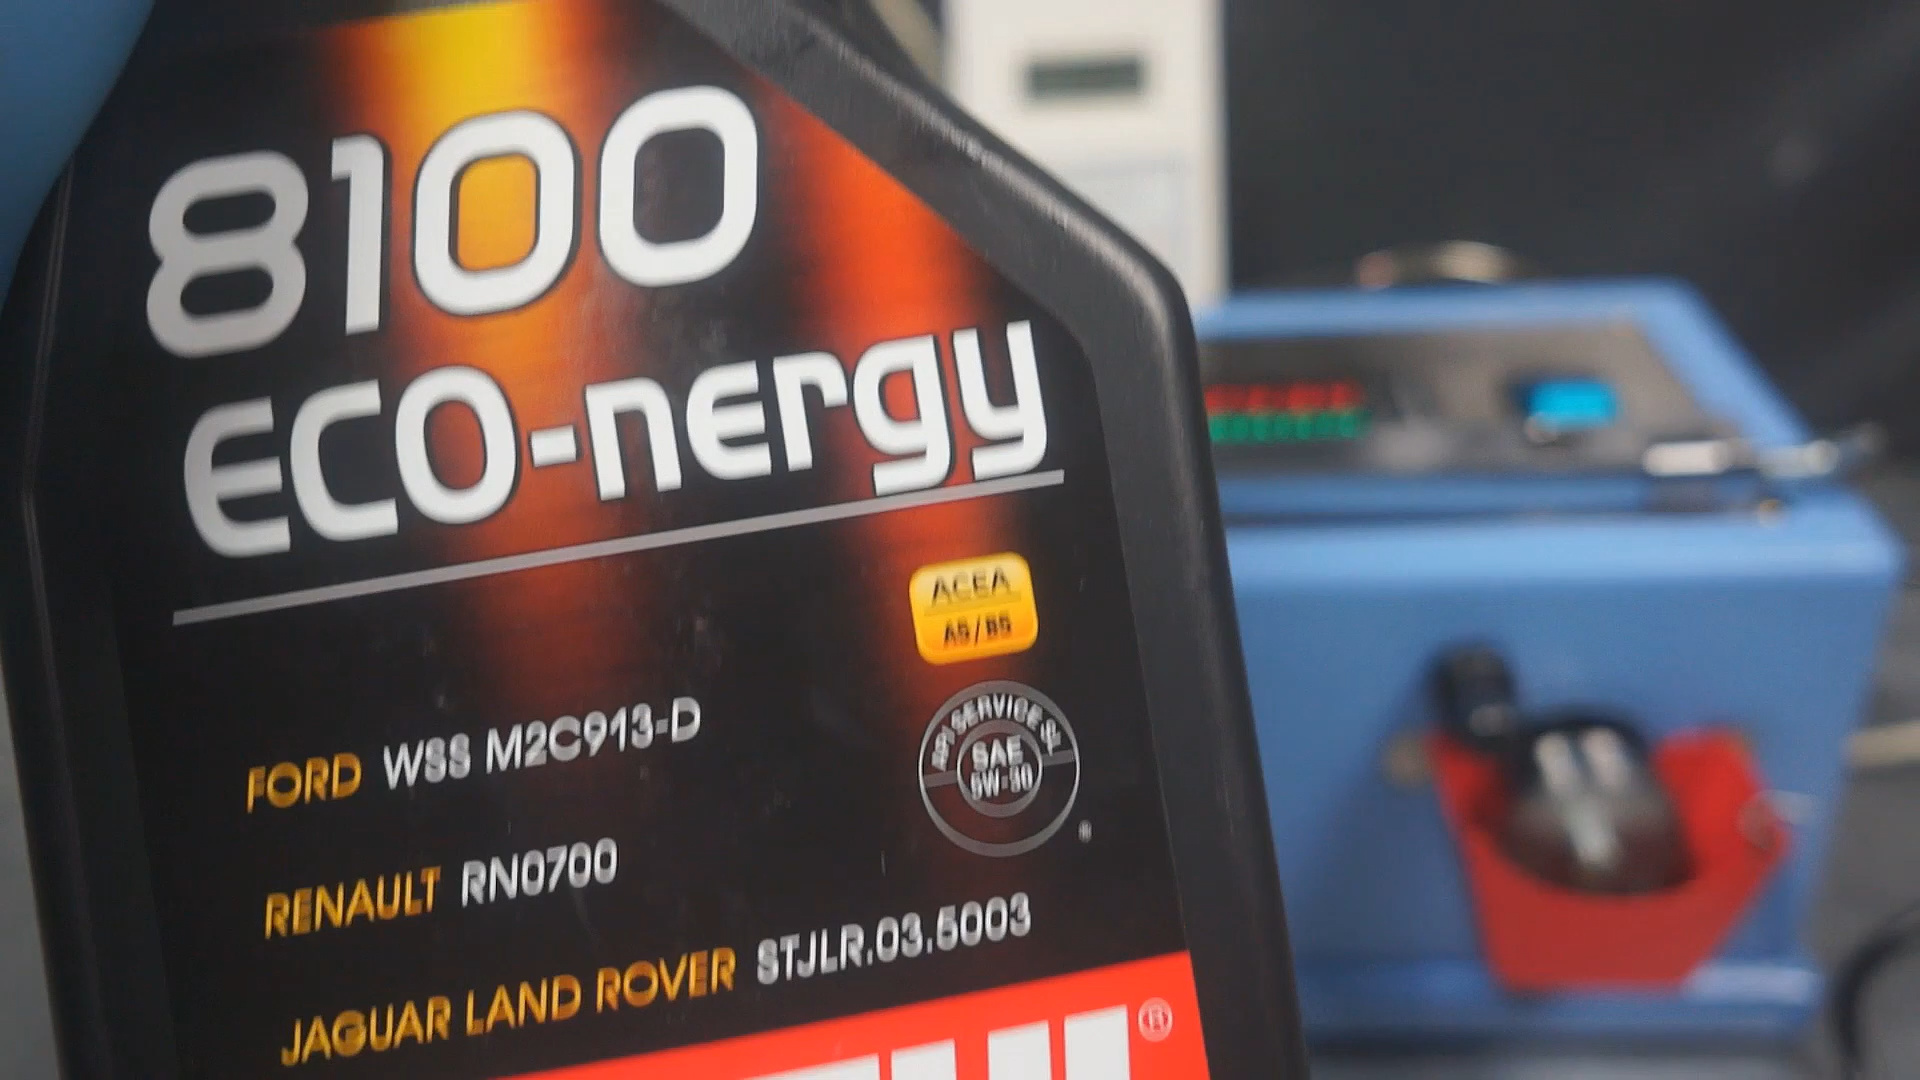 8100
ECO-nergy
ACEA
A5/B5
FORD WSS M2C913-D
API SERVICE SL
SAE
5W-30
®
RENAULT RN0700
JAGUAR LAND ROVER STJLR.03.5003
®